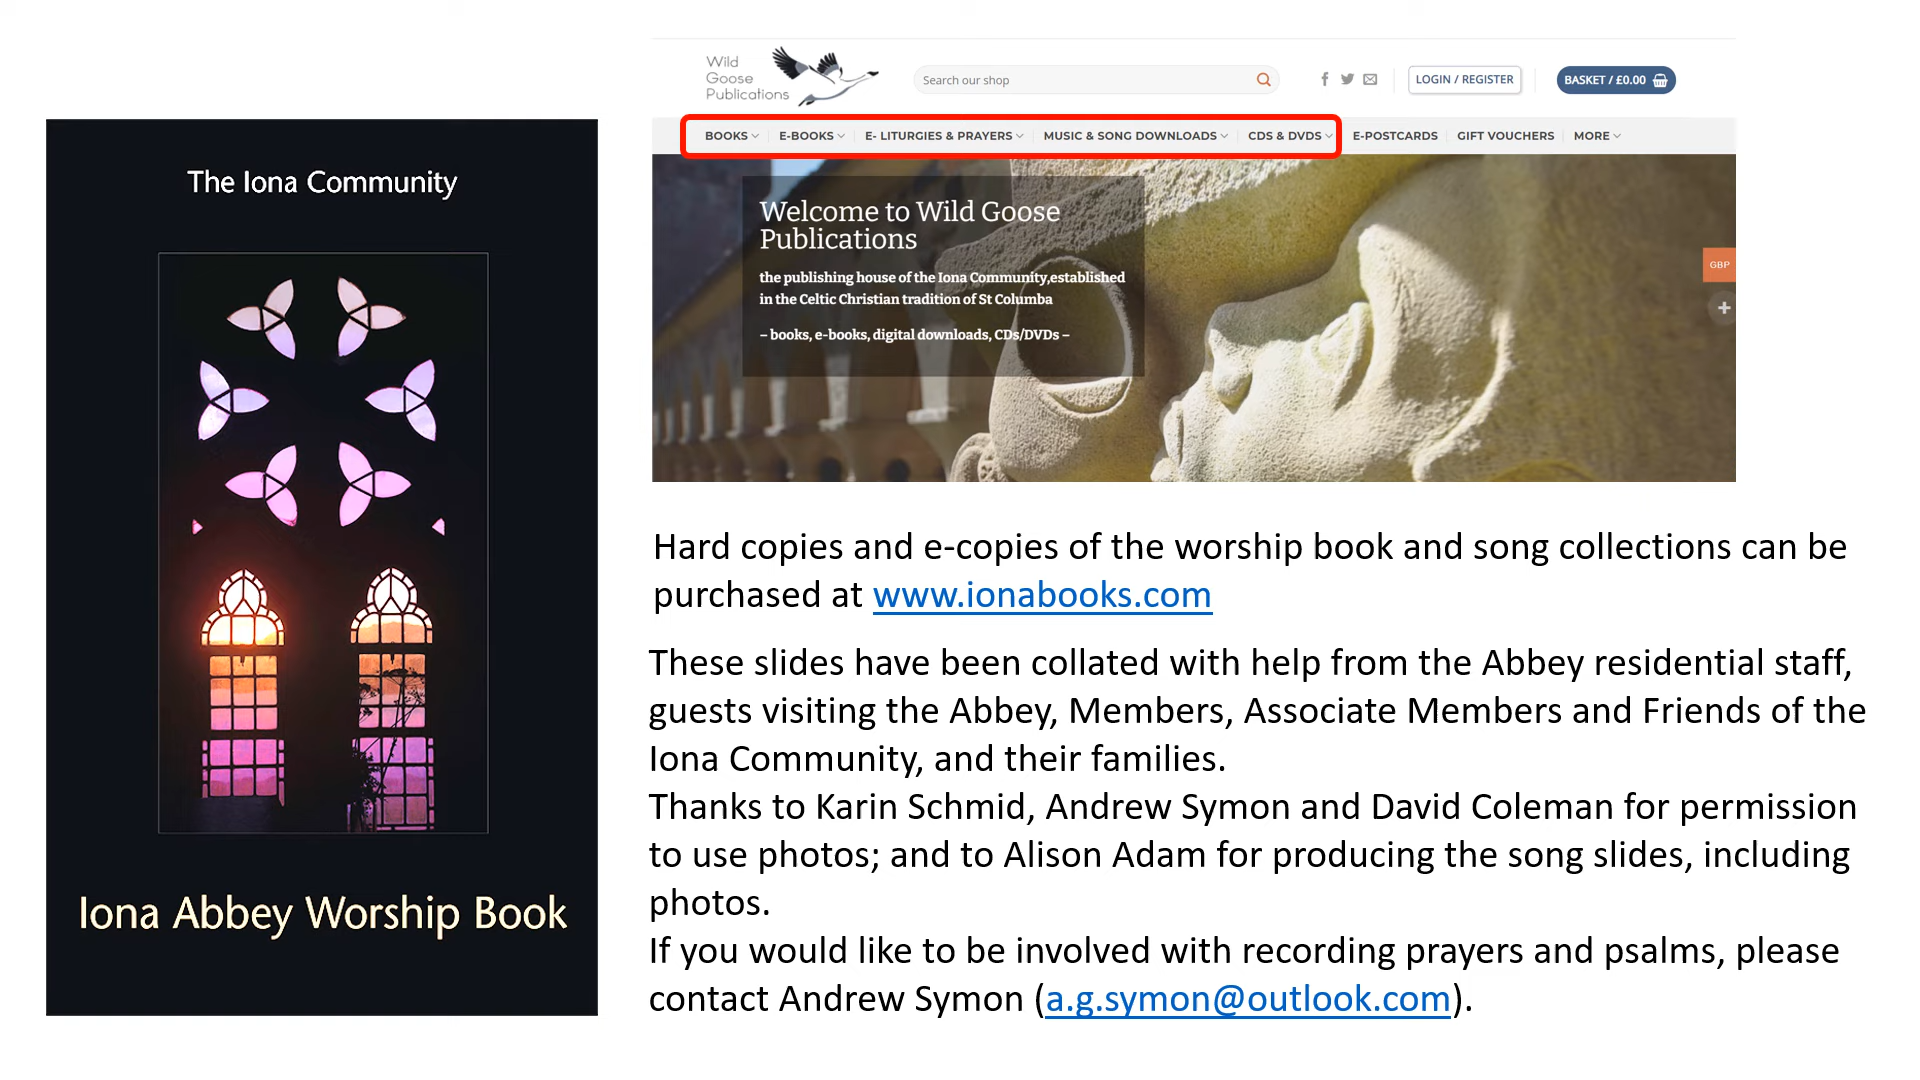 The Iona Community
Iona Abbey Worship Book
Wild
Goose
Publications
Search our shop
LOGIN / REGISTER
BASKET / £0.00
BOOKS E-BOOKS E- LITURGIES & PRAYERS MUSIC & SONG DOWNLOADS CDS & DVDS E-POSTCARDS GIFT VOUCHERS MORE
Welcome to Wild Goose
Publications
the publishing house of the Iona Community,established
in the Celtic Christian tradition of St Columba
– books, e-books, digital downloads, CDs/DVDs –
GBP
Hard copies and e-copies of the worship book and song collections can be
purchased at www.ionabooks.com
These slides have been collated with help from the Abbey residential staff,
guests visiting the Abbey, Members, Associate Members and Friends of the
Iona Community, and their families.
Thanks to Karin Schmid, Andrew Symon and David Coleman for permission
to use photos; and to Alison Adam for producing the song slides, including
photos.
If you would like to be involved with recording prayers and psalms, please
contact Andrew Symon (a.g.symon@outlook.com).